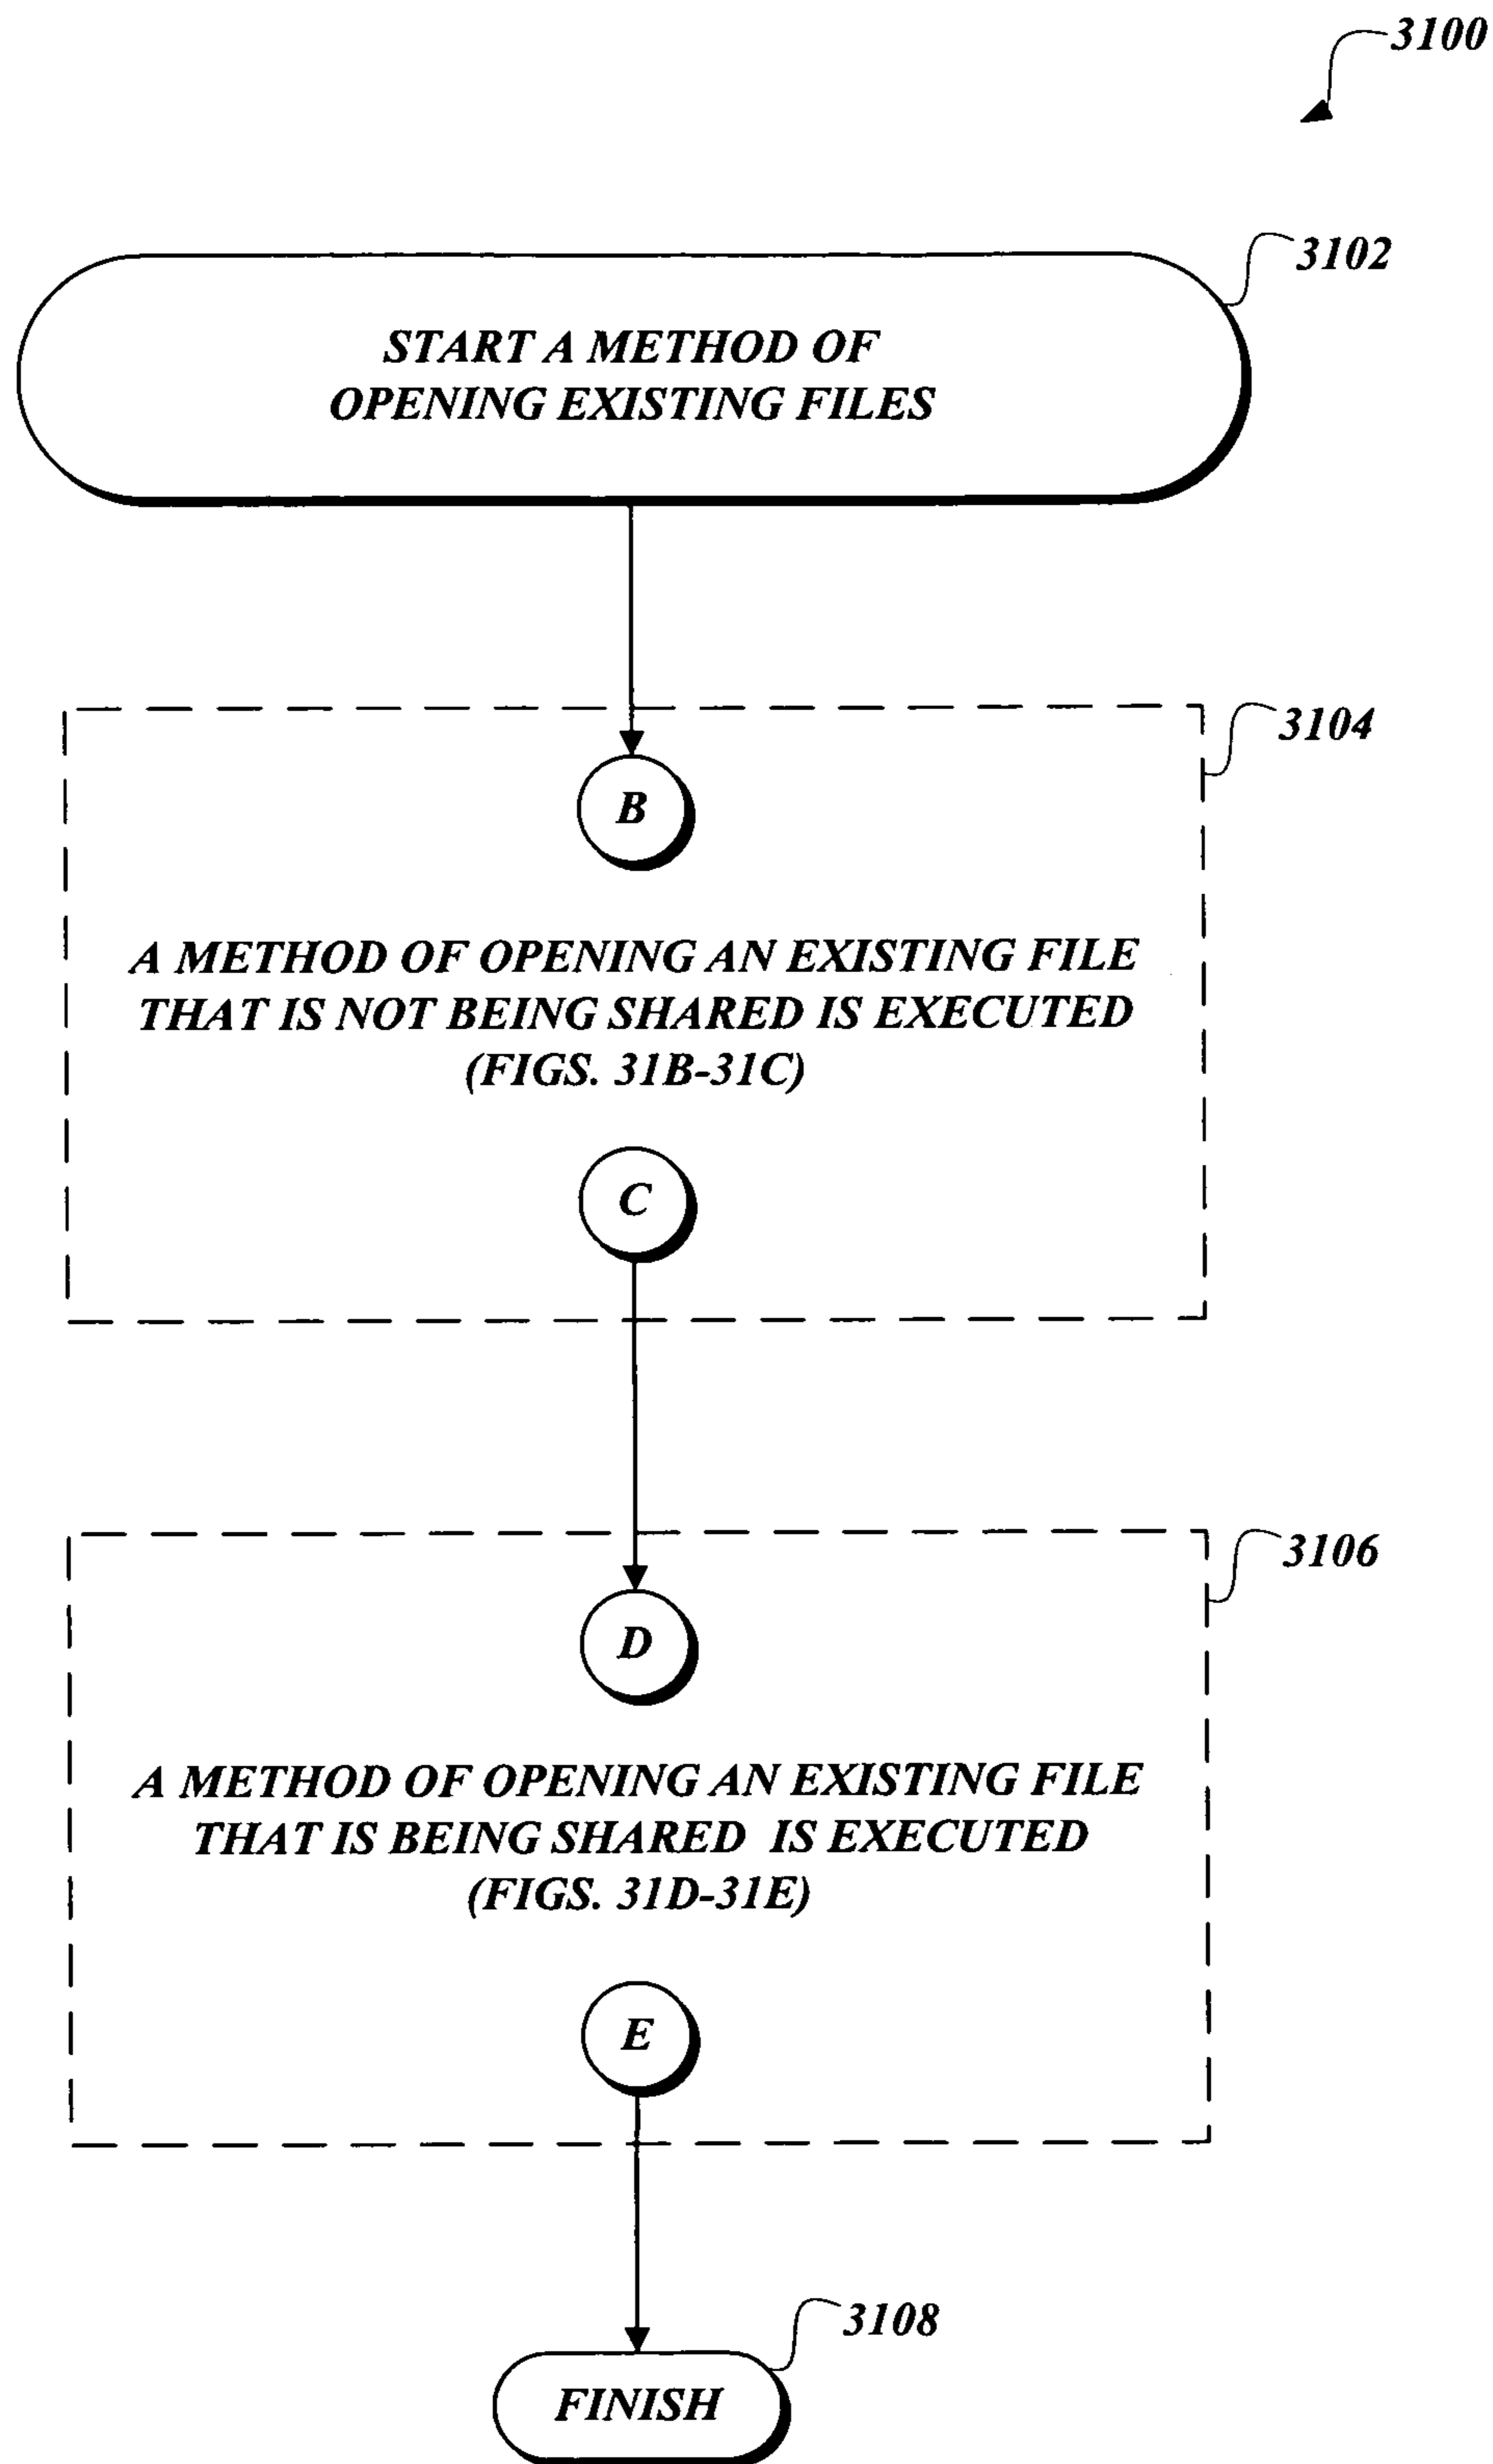 3100
3102
START A METHOD OF
OPENING EXISTING FILES
3104
B
A METHOD OF OPENING AN EXISTING FILE
THAT IS NOT BEING SHARED IS EXECUTED
(FIGS. 31B-31C)
C
3106
D
A METHOD OF OPENING AN EXISTING FILE
THAT IS BEING SHARED IS EXECUTED
(FIGS. 31D-31E)
E
3108
FINISH